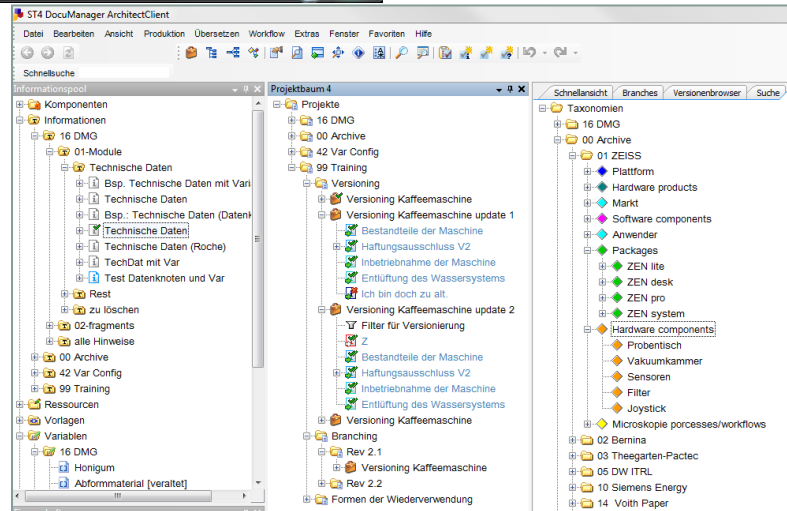 ST4 DocuManager ArchitectClient
Datei Bearbeiten Ansicht Produktion Übersetzen Workflow Extras Fenster Favoriten Hilfe
Schnellsuche
Informationspool
Komponenten
Informationen
16 DMG
01-Module
Technische Daten
Bsp. Technische Daten mit Vari
Technische Daten
Bsp.: Technische Daten (Datenk
Technische Daten
Technische Daten (Roche)
TechDat mit Var
Test Datenknoten und Var
Rest
zu löschen
02-fragments
alle Hinweise
00 Archive
42 Var Config
99 Training
Ressourcen
Vorlagen
Variablen
16 DMG
Honigum
Abformmaterial [veraltet]
Projektbaum 4
Projekte
16 DMG
00 Archive
42 Var Config
99 Training
Versioning
Versioning Kaffeemaschine
Versioning Kaffeemaschine update 1
Bestandteile der Maschine
Haftungsausschluss V2
Inbetriebnahme der Maschine
Entlüftung des Wassersystems
Ich bin doch zu alt.
Versioning Kaffeemaschine update 2
Filter für Versionierung
Z
Bestandteile der Maschine
Haftungsausschluss V2
Inbetriebnahme der Maschine
Entlüftung des Wassersystems
Versioning Kaffeemaschine
Branching
Rev 2.1
Versioning Kaffeemaschine
Rev 2.2
Formen der Wiederverwendung
Schnellansicht Branches Versionenbrowser Suche
Taxonomien
16 DMG
00 Archive
01 ZEISS
Plattform
Hardware products
Markt
Software components
Anwender
Packages
ZEN lite
ZEN desk
ZEN pro
ZEN system
Hardware components
Probentisch
Vakuumkammer
Sensoren
Filter
Joystick
Microskopie porcesses/workflows
02 Bernina
03 Theegarten-Pactec
05 DW ITRL
10 Siemens Energy
14 Voith Paper